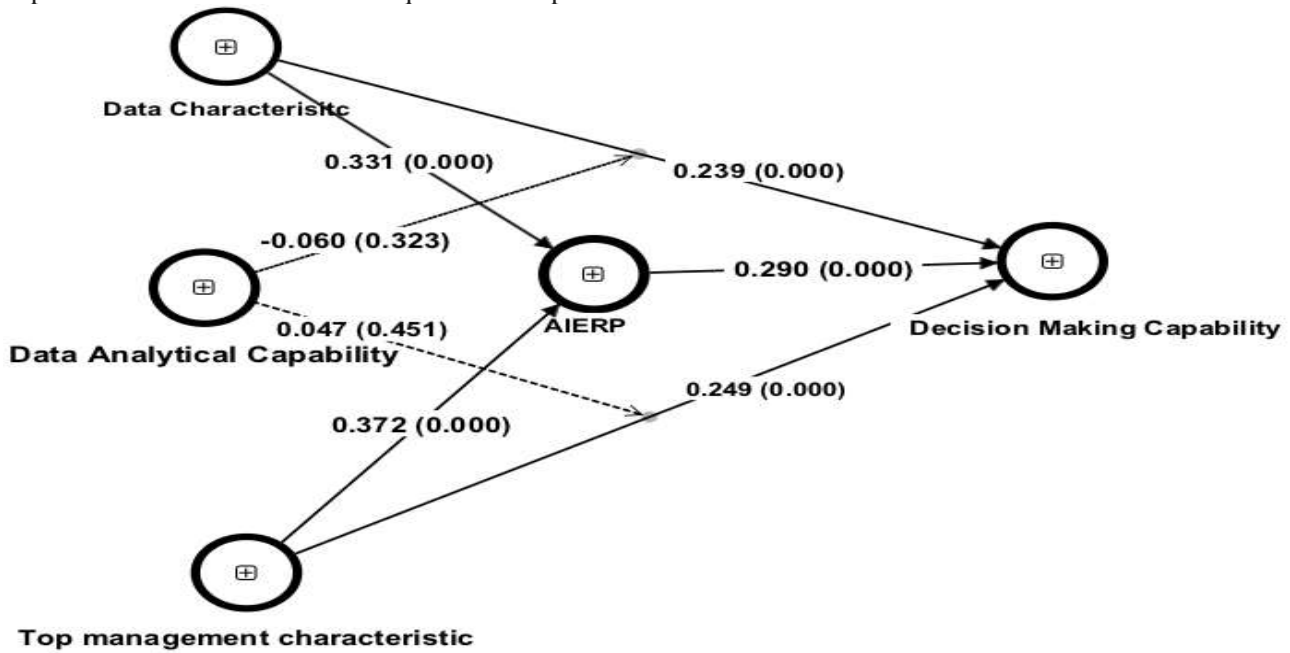 Data Characterisitc
0.331 (0.000)
0.239 (0.000)
-0.060 (0.323)
0.290 (0.000)
AIERP
Decision Making Capability
0.047 (0.451)
Data Analytical Capability
0.249 (0.000)
0.372 (0.000)
Top management characteristic